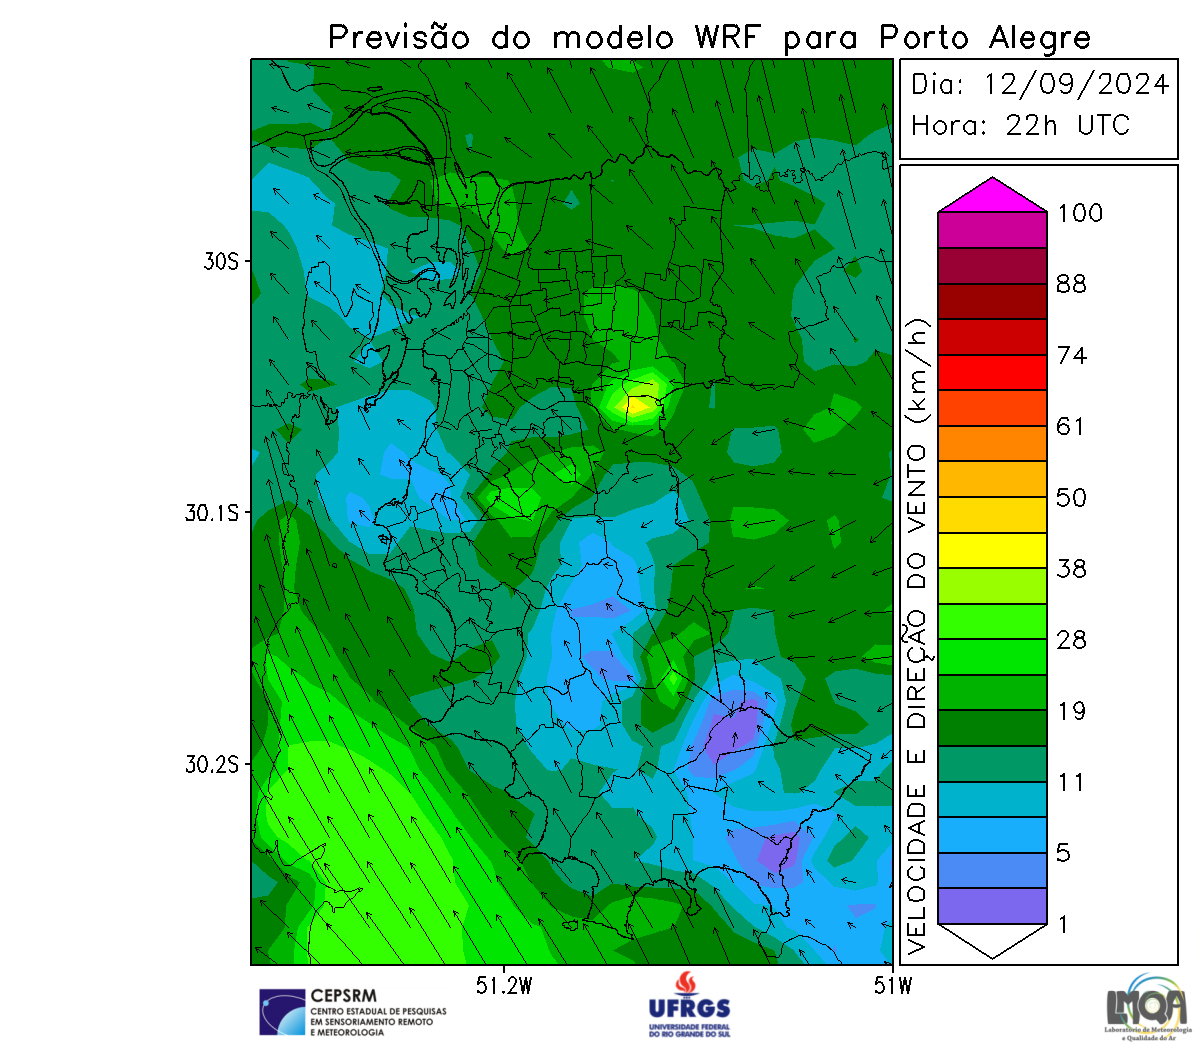 Previsão do modelo WRF para Porto Alegre
Dia: 12/09/2024
Hora: 22h UTC
30S
30.1S
30.2S
51.2W
51W
VELOCIDADE E DIREÇÃO DO VENTO (km/h)
100
88
74
61
50
38
28
19
11
5
1
CEPSRM
CENTRO ESTADUAL DE PESQUISAS
EM SENSORIAMENTO REMOTO
E METEOROLOGIA
UFRGS
UNIVERSIDADE FEDERAL
DO RIO GRANDE DO SUL
LMQA
Laboratório de Meteorologia
e Qualidade do Ar